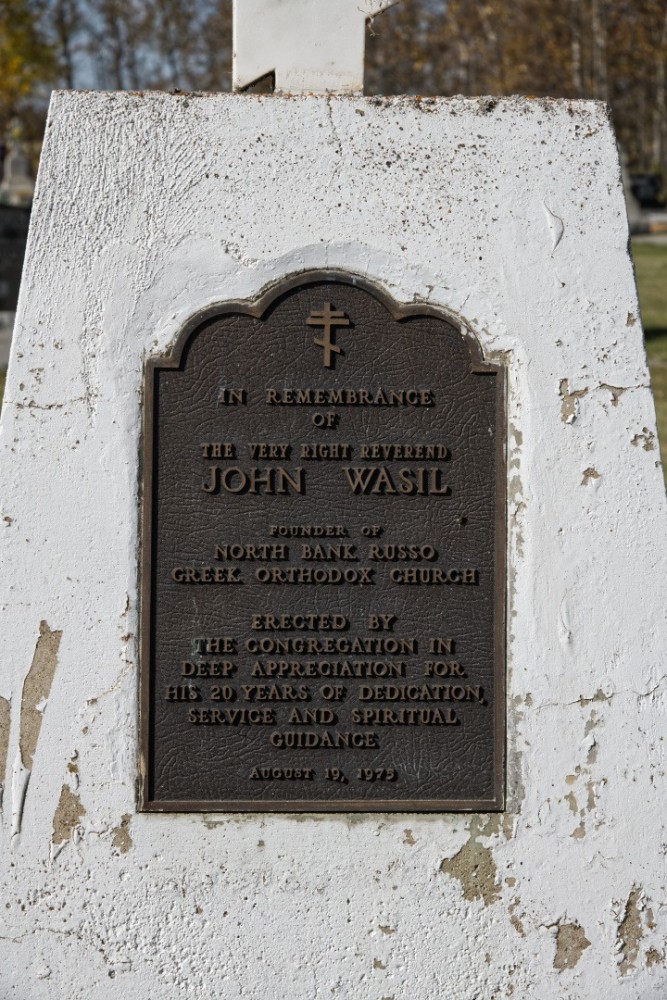 IN REMEMBRANCE
OF
THE VERY RIGHT REVEREND
JOHN WASIL
FOUNDER OF
NORTH BANK RUSSO
GREEK ORTHODOX CHURCH
ERECTED BY
THE CONGREGATION IN
DEEP APPRECIATION FOR
HIS 20 YEARS OF DEDICATION,
SERVICE AND SPIRITUAL
GUIDANCE
AUGUST 19, 1975